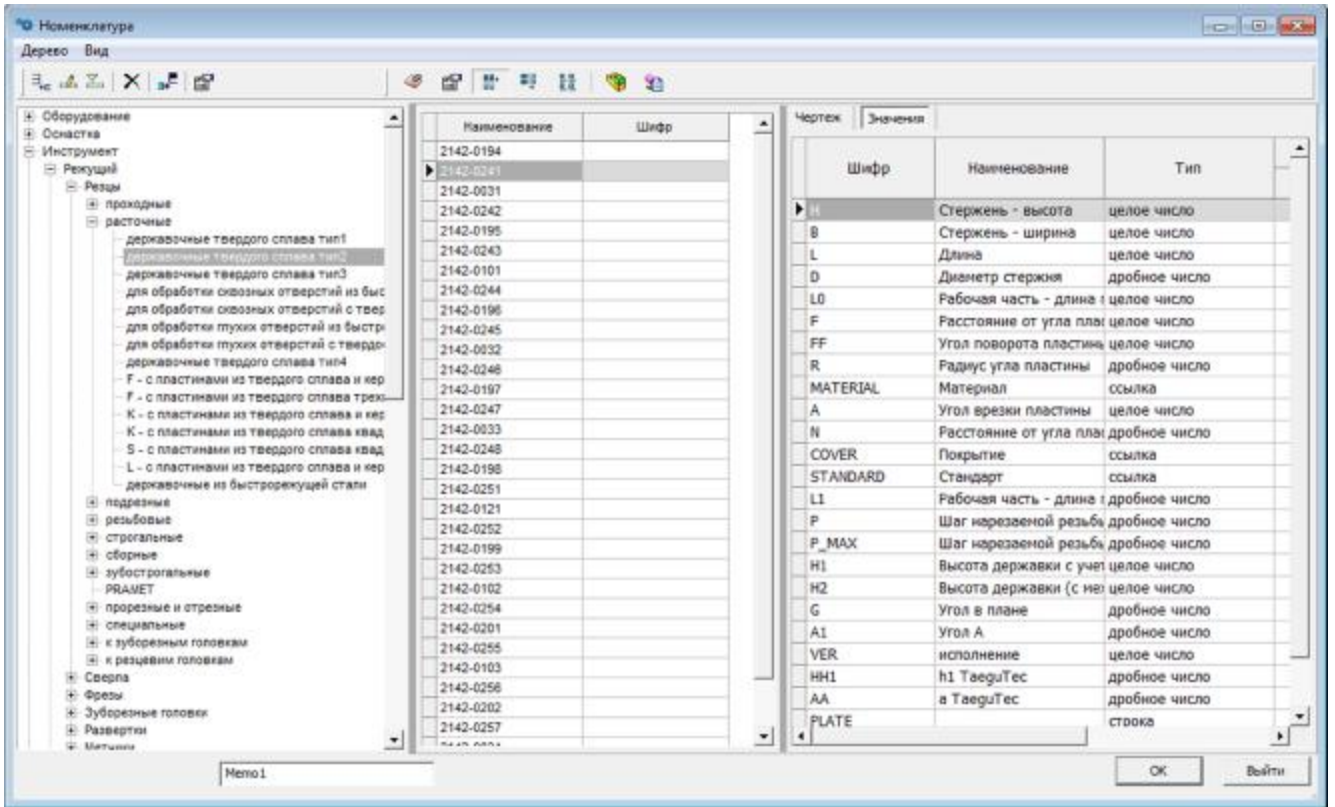 Номенклатура
Дерево Вид
Оборудование
Оснастка
Инструмент
Режущий
Резцы
проходные
расточные
державочные твердого сплава тип1
державочные твердого сплава тип2
державочные твердого сплава тип3
для обработки сквозных отверстий из быс
для обработки сквозных отверстий с твер
для обработки глухих отверстий из быстр
для обработки глухих отверстий с твердо
державочные твердого сплава тип4
F - с пластинами из твердого сплава и кер
F - с пластинами из твердого сплава трех
K - с пластинами из твердого сплава и кер
K - с пластинами из твердого сплава квад
S - с пластинами из твердого сплава квад
L - с пластинами из твердого сплава и кер
державочные из быстрорежущей стали
подрезные
резьбовые
строгальные
сборные
зубострогальные
PRAMET
прорезные и отрезные
специальные
к зуборезным головкам
к резцевим головкам
Сверла
Фрезы
Зуборезные головки
Развертки
Метчики
Наименование Шифр
2142-0194
2142-0241
2142-0031
2142-0242
2142-0195
2142-0243
2142-0101
2142-0244
2142-0196
2142-0245
2142-0032
2142-0246
2142-0197
2142-0247
2142-0033
2142-0248
2142-0198
2142-0251
2142-0121
2142-0252
2142-0199
2142-0253
2142-0102
2142-0254
2142-0201
2142-0255
2142-0103
2142-0256
2142-0202
2142-0257
Чертеж Значения
Шифр Наименование Тип
H Стержень - высота целое число
B Стержень - ширина целое число
L Длина целое число
D Диаметр стержня дробное число
L0 Рабочая часть - длина целое число
F Расстояние от угла плас целое число
FF Угол поворота пластинь целое число
R Радиус угла пластины дробное число
MATERIAL Материал ссылка
A Угол врезки пластины целое число
N Расстояние от угла плас дробное число
COVER Покрытие ссылка
STANDARD Стандарт ссылка
L1 Рабочая часть - длина дробное число
P Шаг нарезаемой резьбы дробное число
P_MAX Шаг нарезаемой резьбы дробное число
H1 Высота державки с учет целое число
H2 Высота державки (с мех целое число
G Угол в плане дробное число
A1 Угол A дробное число
VER исполнение целое число
HH1 h1 TaeguTec дробное число
AA a TaeguTec дробное число
PLATE строка
Memo1
OK Выйти